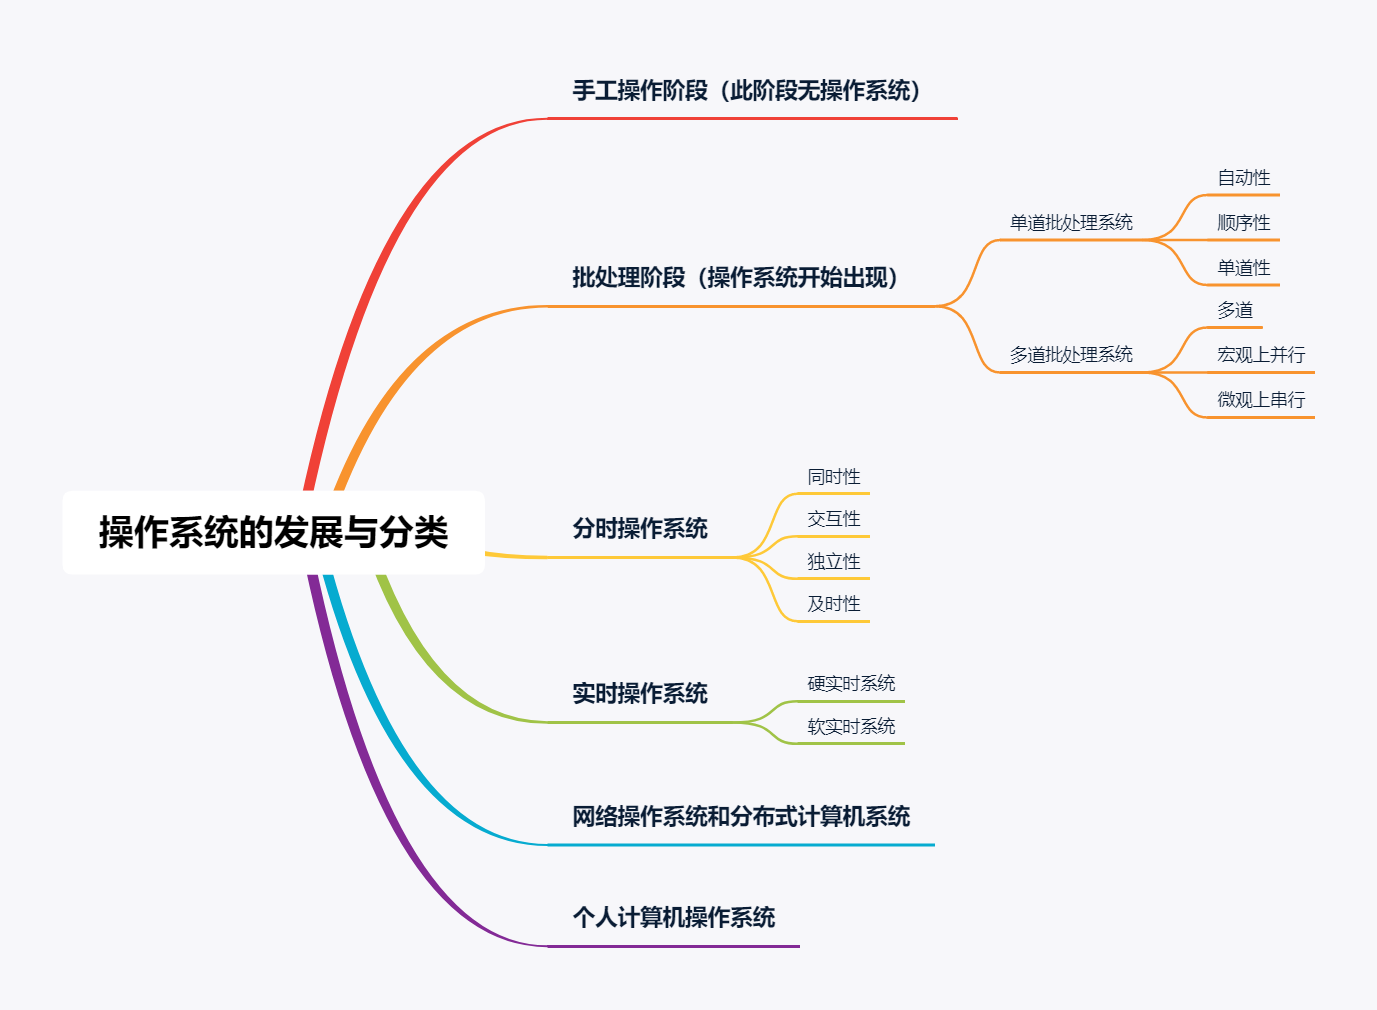 手工操作阶段（此阶段无操作系统）
自动性
单道批处理系统
顺序性
批处理阶段（操作系统开始出现）
单道性
多道
多道批处理系统
宏观上并行
微观上串行
操作系统的发展与分类
分时操作系统
同时性
交互性
独立性
及时性
实时操作系统
硬实时系统
软实时系统
网络操作系统和分布式计算机系统
个人计算机操作系统